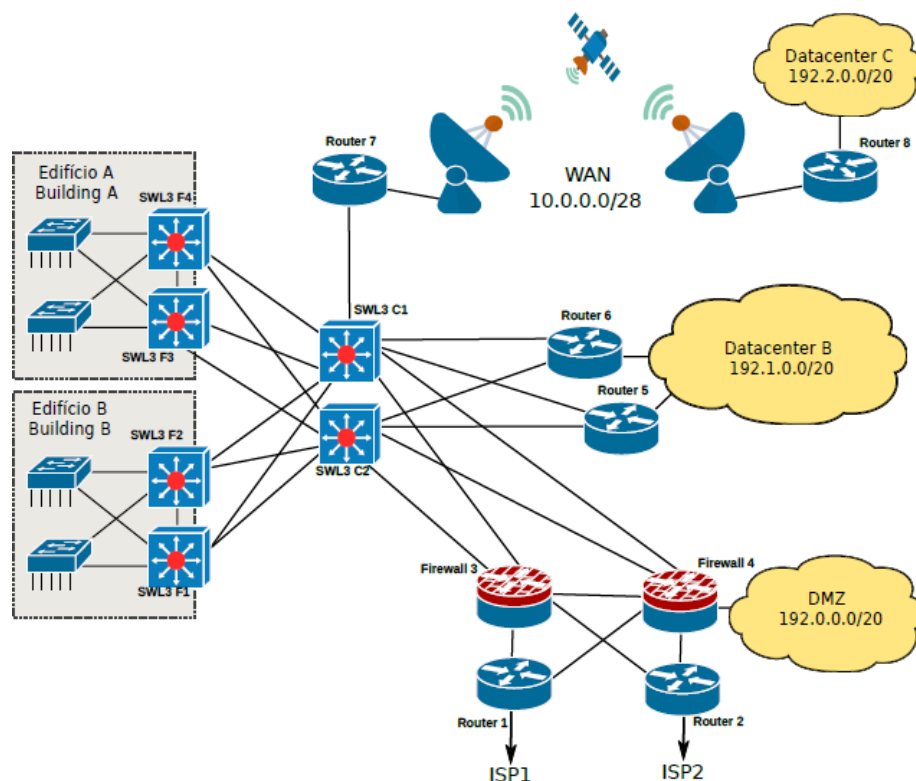 Datacenter C
192.2.0.0/20
Router 7
Router 8
WAN
10.0.0.0/28
Edifício A
Building A
SWL3 F4
SWL3 F3
SWL3 C1
Router 6
Datacenter B
192.1.0.0/20
Router 5
Edifício B
Building B
SWL3 F2
SWL3 C2
SWL3 F1
Firewall 3
Firewall 4
DMZ
192.0.0.0/20
Router 1
Router 2
ISP1
ISP2